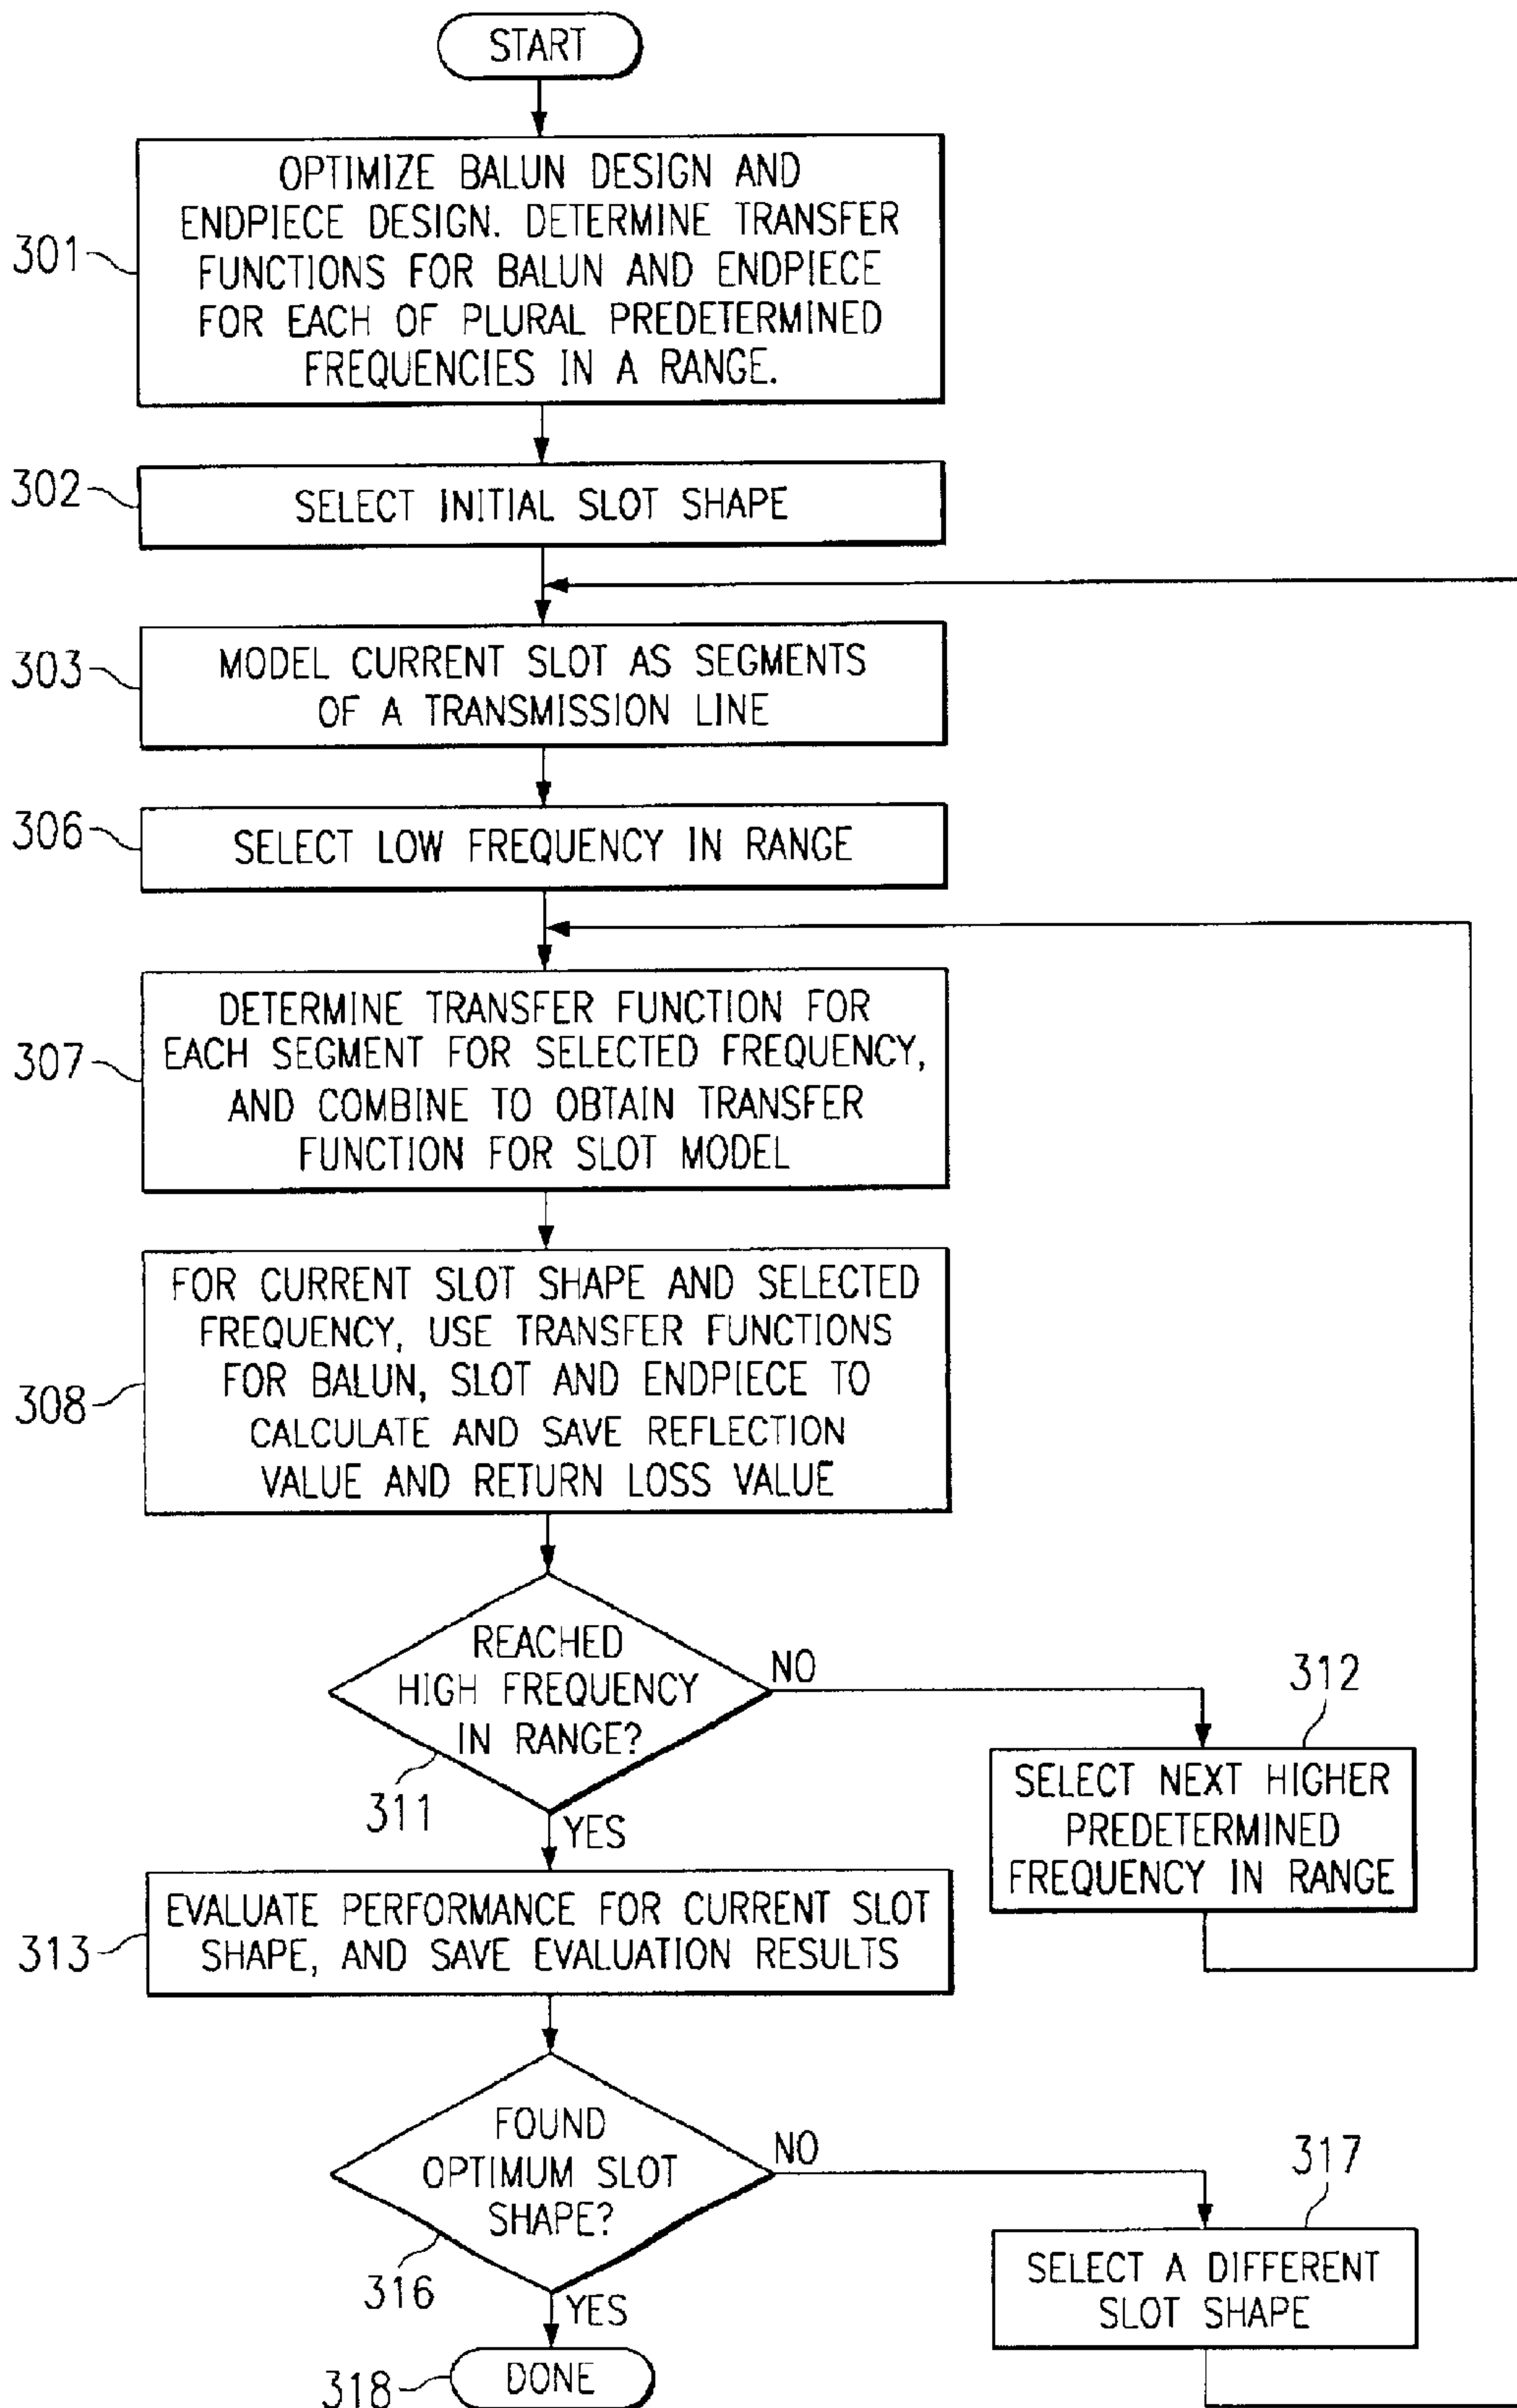 START
301
OPTIMIZE BALUN DESIGN AND
ENDPIECE DESIGN. DETERMINE TRANSFER
FUNCTIONS FOR BALUN AND ENDPIECE
FOR EACH OF PLURAL PREDETERMINED
FREQUENCIES IN A RANGE.
302
SELECT INITIAL SLOT SHAPE
303
MODEL CURRENT SLOT AS SEGMENTS
OF A TRANSMISSION LINE
306
SELECT LOW FREQUENCY IN RANGE
307
DETERMINE TRANSFER FUNCTION FOR
EACH SEGMENT FOR SELECTED FREQUENCY,
AND COMBINE TO OBTAIN TRANSFER
FUNCTION FOR SLOT MODEL
308
FOR CURRENT SLOT SHAPE AND SELECTED
FREQUENCY, USE TRANSFER FUNCTIONS
FOR BALUN, SLOT AND ENDPIECE TO
CALCULATE AND SAVE REFLECTION
VALUE AND RETURN LOSS VALUE
REACHED
HIGH FREQUENCY
IN RANGE?
311
NO
312
SELECT NEXT HIGHER
PREDETERMINED
FREQUENCY IN RANGE
YES
313
EVALUATE PERFORMANCE FOR CURRENT SLOT
SHAPE, AND SAVE EVALUATION RESULTS
FOUND
OPTIMUM SLOT
SHAPE?
316
NO
317
SELECT A DIFFERENT
SLOT SHAPE
YES
318
DONE